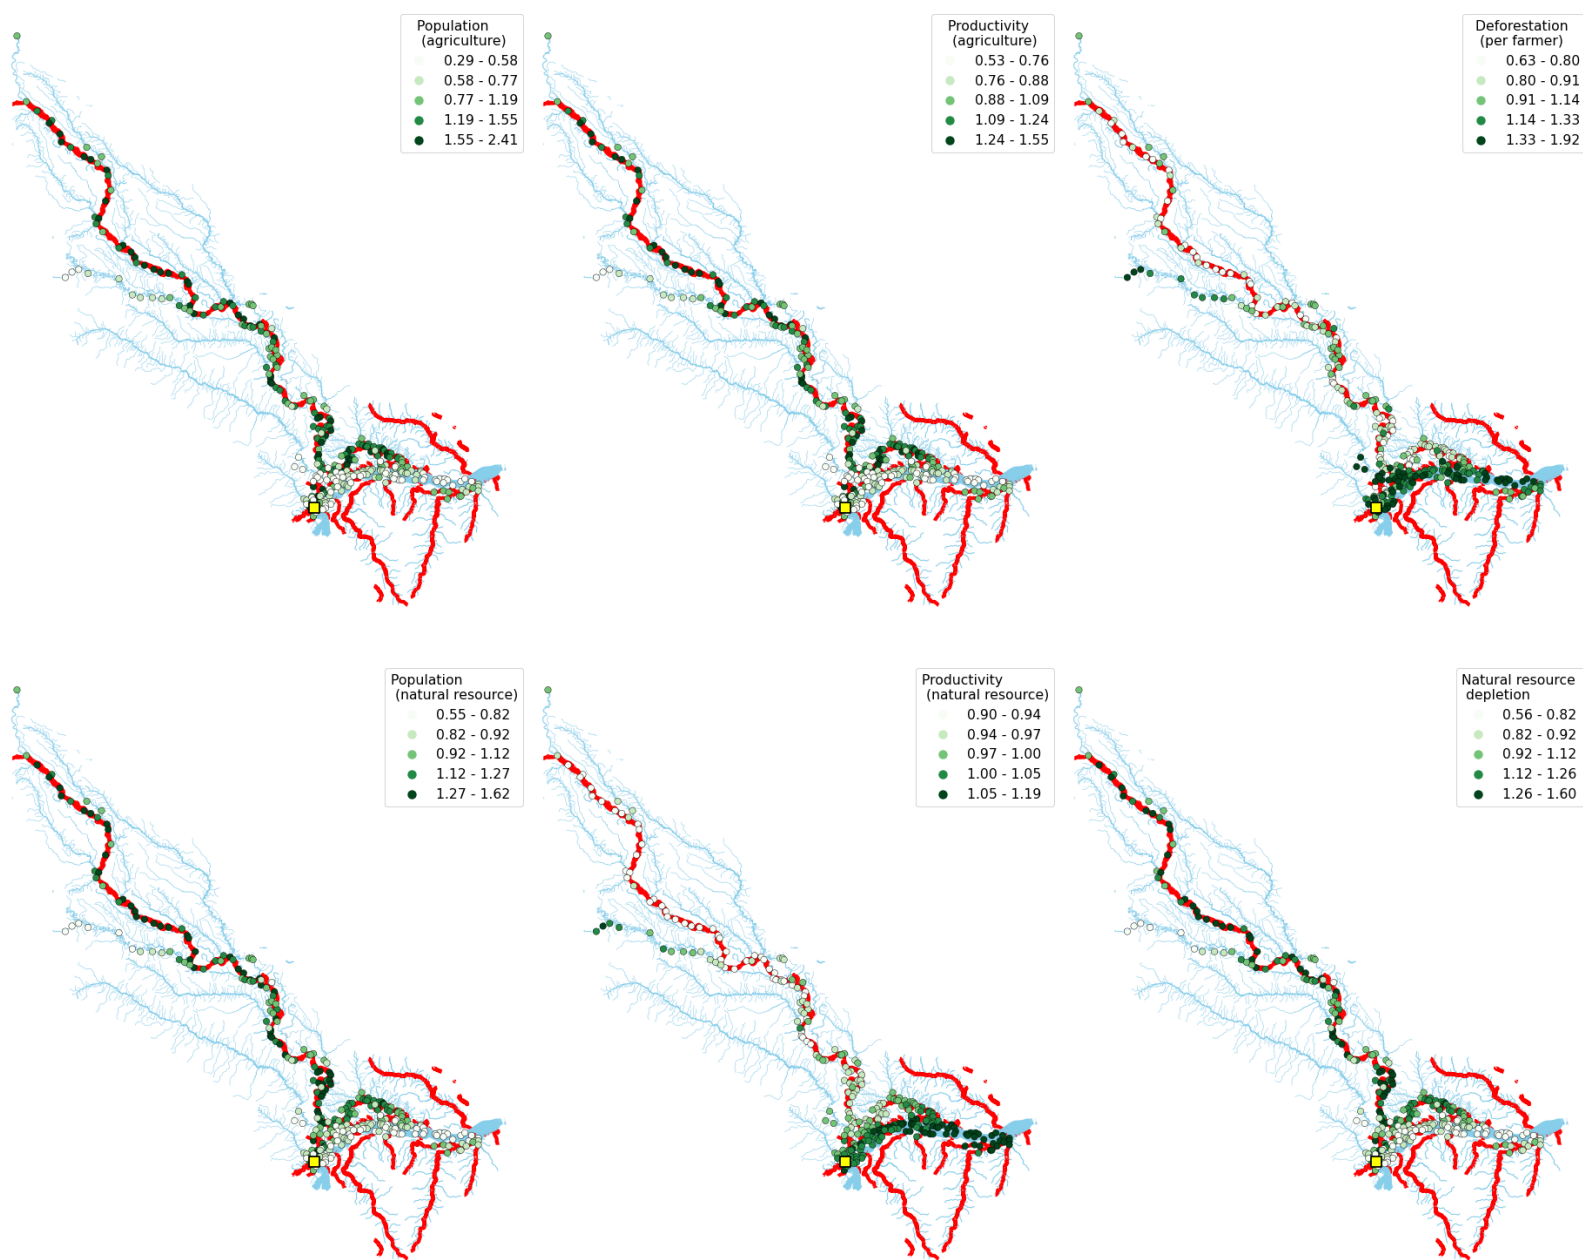 Population
(agriculture)
0.29 - 0.58
0.58 - 0.77
0.77 - 1.19
1.19 - 1.55
1.55 - 2.41
Productivity
(agriculture)
0.53 - 0.76
0.76 - 0.88
0.88 - 1.09
1.09 - 1.24
1.24 - 1.55
Deforestation
(per farmer)
0.63 - 0.80
0.80 - 0.91
0.91 - 1.14
1.14 - 1.33
1.33 - 1.92
Population
(natural resource)
0.55 - 0.82
0.82 - 0.92
0.92 - 1.12
1.12 - 1.27
1.27 - 1.62
Productivity
(natural resource)
0.90 - 0.94
0.94 - 0.97
0.97 - 1.00
1.00 - 1.05
1.05 - 1.19
Natural resource
depletion
0.56 - 0.82
0.82 - 0.92
0.92 - 1.12
1.12 - 1.26
1.26 - 1.60